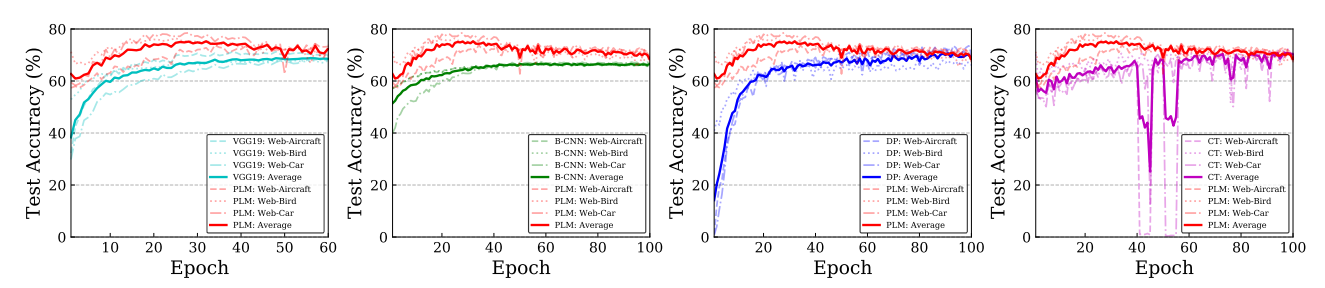 Test Accuracy (%)
80
60
40
20
0
VGG19: Web-Aircraft
VGG19: Web-Bird
VGG19: Web-Car
VGG19: Average
PLM: Web-Aircraft
PLM: Web-Bird
PLM: Web-Car
PLM: Average
10 20 30 40 50 60
Epoch
Test Accuracy (%)
80
60
40
20
0
B-CNN: Web-Aircraft
B-CNN: Web-Bird
B-CNN: Web-Car
B-CNN: Average
PLM: Web-Aircraft
PLM: Web-Bird
PLM: Web-Car
PLM: Average
20 40 60 80 100
Epoch
Test Accuracy (%)
80
60
40
20
0
DP: Web-Aircraft
DP: Web-Bird
DP: Web-Car
DP: Average
PLM: Web-Aircraft
PLM: Web-Bird
PLM: Web-Car
PLM: Average
20 40 60 80 100
Epoch
Test Accuracy (%)
80
60
40
20
0
CT: Web-Aircraft
CT: Web-Bird
CT: Web-Car
CT: Average
PLM: Web-Aircraft
PLM: Web-Bird
PLM: Web-Car
PLM: Average
20 40 60 80 100
Epoch